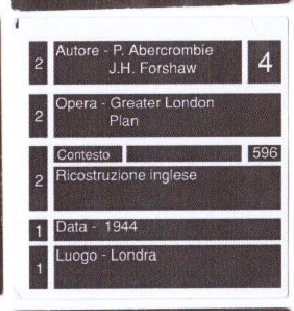 2 Autore - P. Abercrombie 4
J.H. Forshaw
2 Opera - Greater London
Plan
Contesto 596
2 Ricostruzione inglese
1 Data - 1944
1 Luogo - Londra